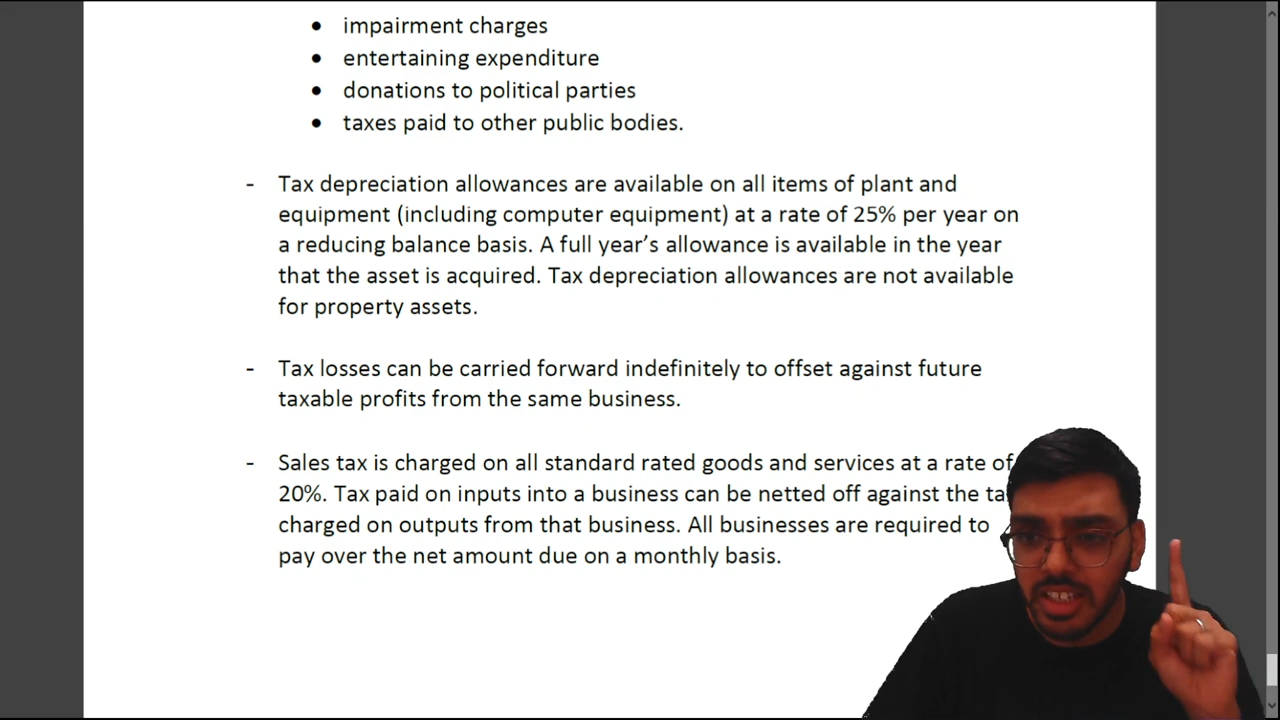 • impairment charges
• entertaining expenditure
• donations to political parties
• taxes paid to other public bodies.
- Tax depreciation allowances are available on all items of plant and
equipment (including computer equipment) at a rate of 25% per year on
a reducing balance basis. A full year’s allowance is available in the year
that the asset is acquired. Tax depreciation allowances are not available
for property assets.
- Tax losses can be carried forward indefinitely to offset against future
taxable profits from the same business.
- Sales tax is charged on all standard rated goods and services at a rate of
20%. Tax paid on inputs into a business can be netted off against the
charged on outputs from that business. All businesses are required to
pay over the net amount due on a monthly basis.